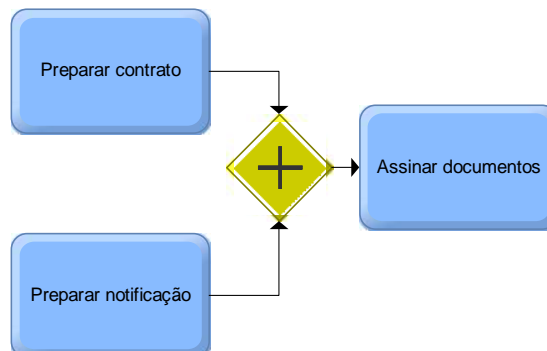 Preparar contrato
Assinar documentos
Preparar notificação